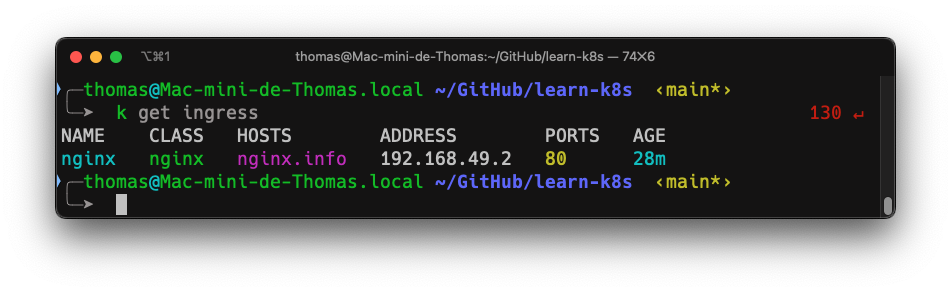 ⌥⌘1 thomas@Mac-mini-de-Thomas:~/GitHub/learn-k8s — 74×6
thomas@Mac-mini-de-Thomas.local ~/GitHub/learn-k8s ‹main*›
k get ingress 130 ↵
NAME CLASS HOSTS ADDRESS PORTS AGE
nginx nginx nginx.info 192.168.49.2 80 28m
thomas@Mac-mini-de-Thomas.local ~/GitHub/learn-k8s ‹main*›